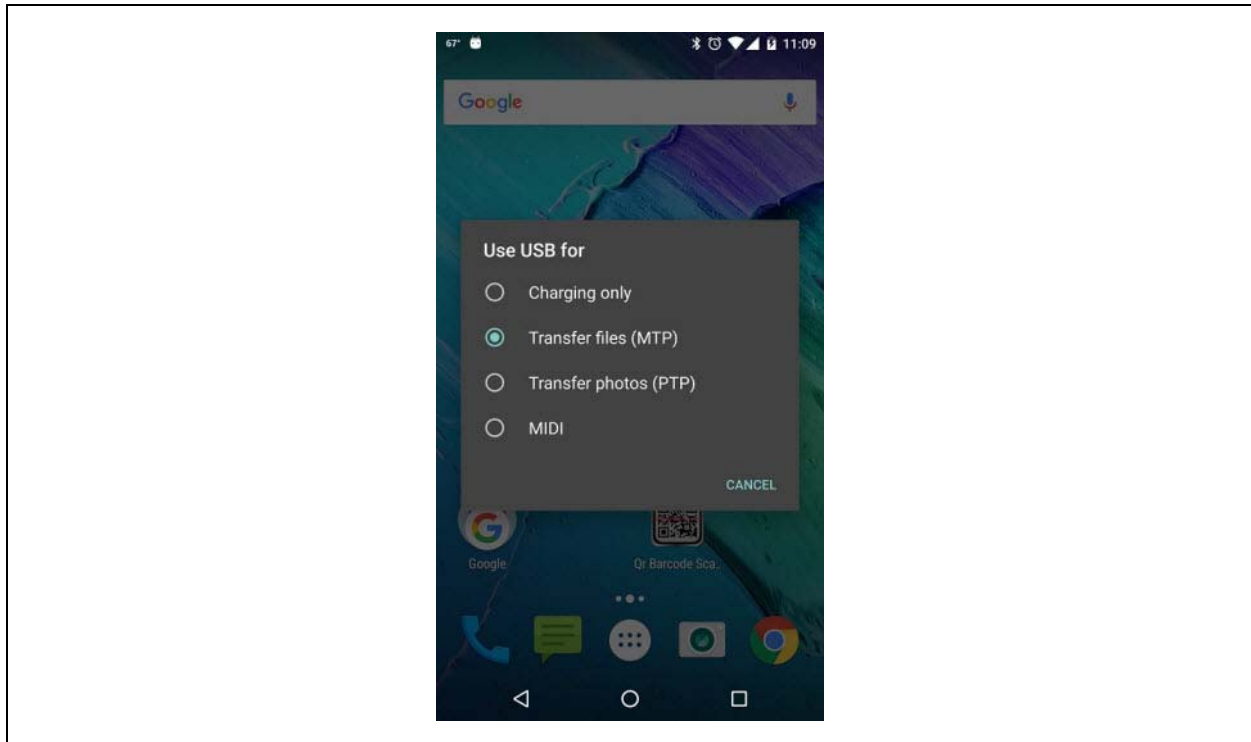 67°
11:09
Google
Use USB for
Charging only
Transfer files (MTP)
Transfer photos (PTP)
MIDI
CANCEL
Google
Qr Barcode Sca..